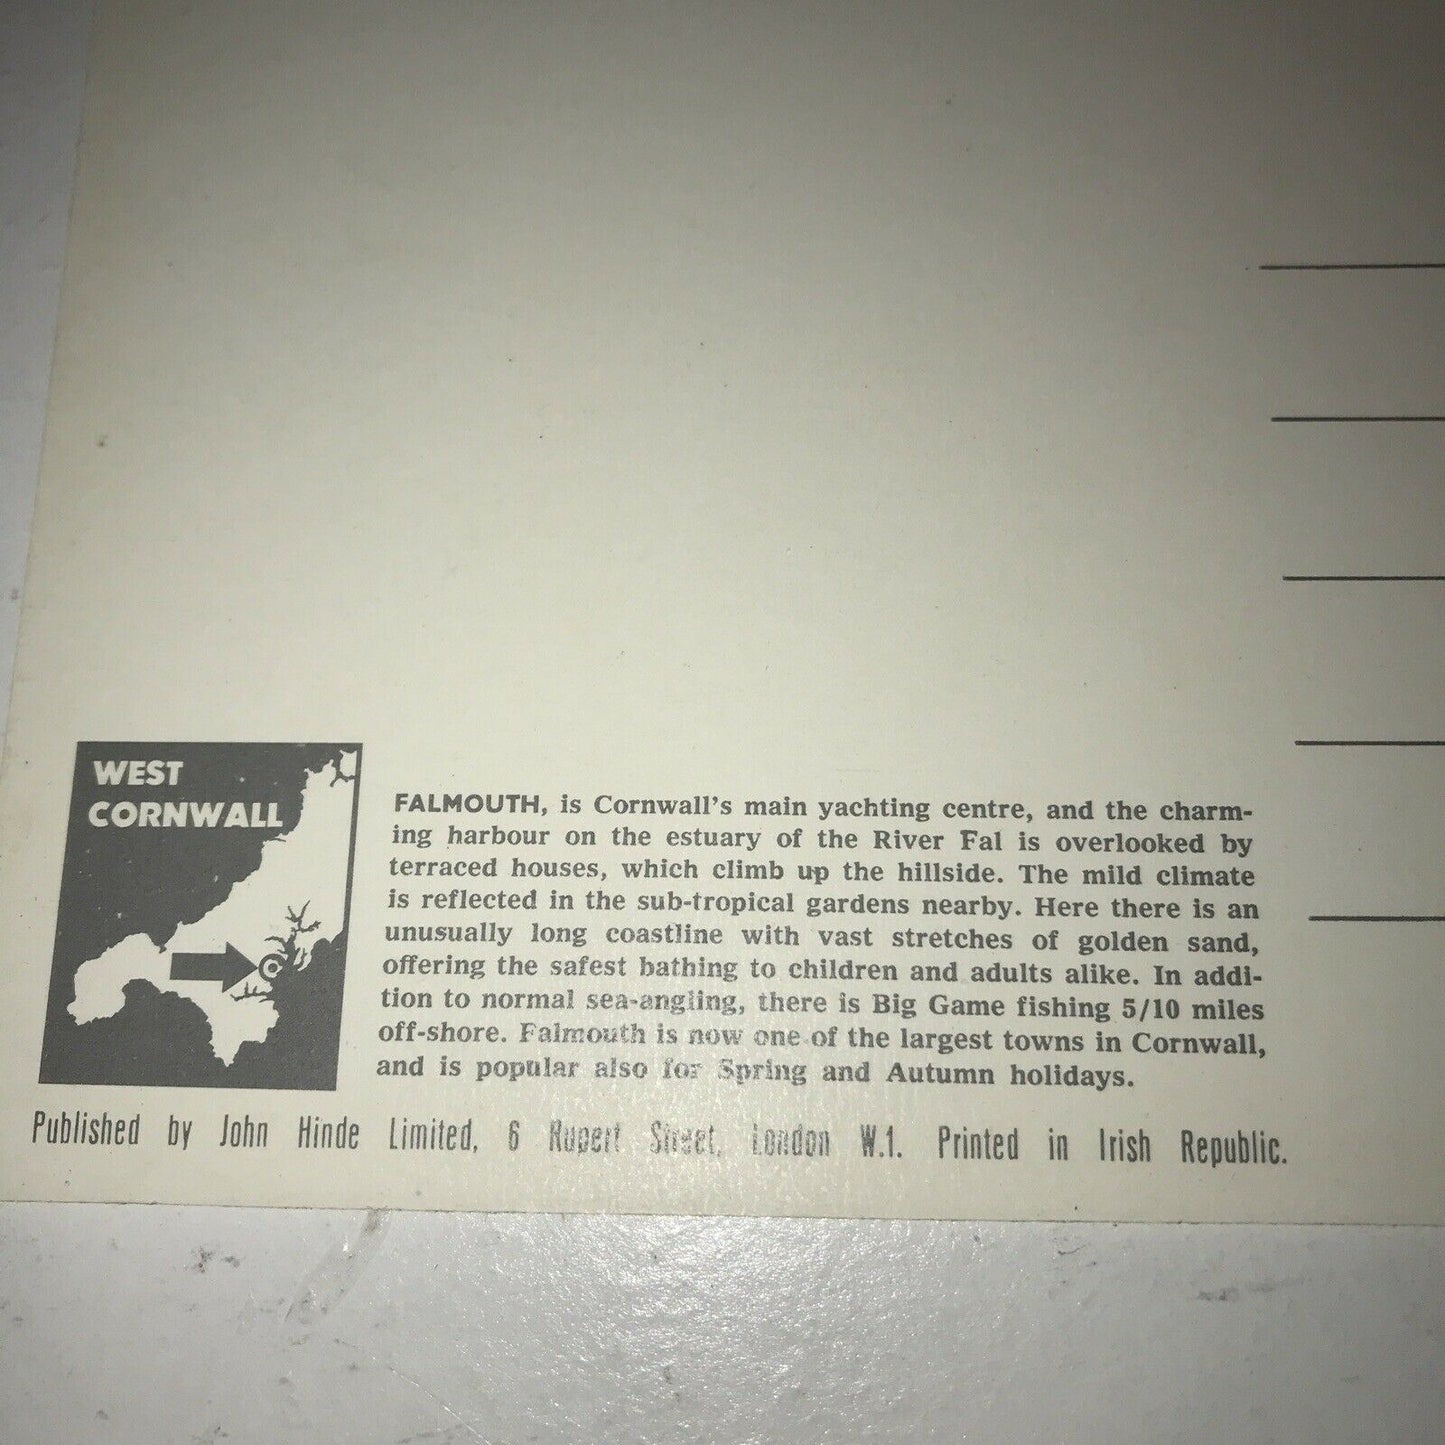 WEST
CORNWALL
FALMOUTH, is Cornwall's main yachting centre, and the charm-
ing harbour on the estuary of the River Fal is overlooked by
terraced houses, which climb up the hillside. The mild climate
is reflected in the sub-tropical gardens nearby. Here there is an
unusually long coastline with vast stretches of golden sand,
offering the safest bathing to children and adults alike. In addi-
tion to normal sea-angling, there is Big Game fishing 5/10 miles
off-shore. Falmouth is now one of the largest towns in Cornwall,
and is popular also for Spring and Autumn holidays.
Published by John Hinde Limited, 6 Rupert Street, London W.1. Printed in Irish Republic.